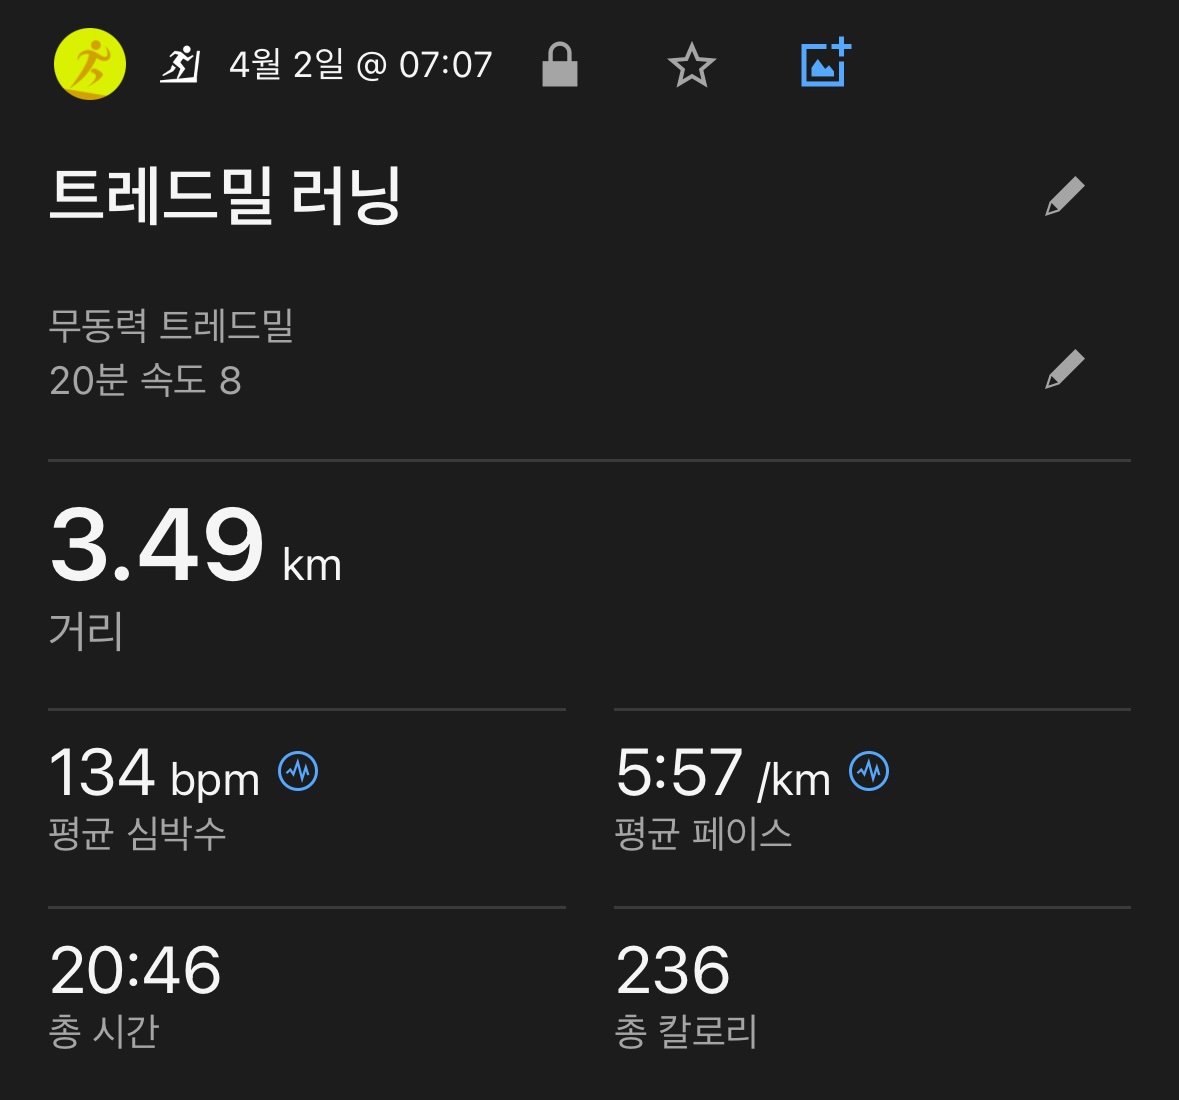 4월 2일 @ 07:07
트레드밀 러닝
무동력 트레드밀
20분 속도 8
3.49 km
거리
134 bpm
평균 심박수
5:57 /km
평균 페이스
20:46
총 시간
236
총 칼로리